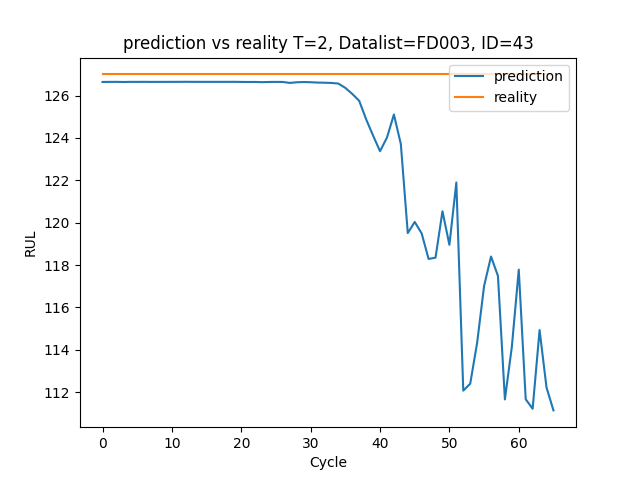 prediction vs reality T=2, Datalist=FD003, ID=43
prediction
reality
126
124
122
120
118
116
114
112
RUL
0 10 20 30 40 50 60
Cycle